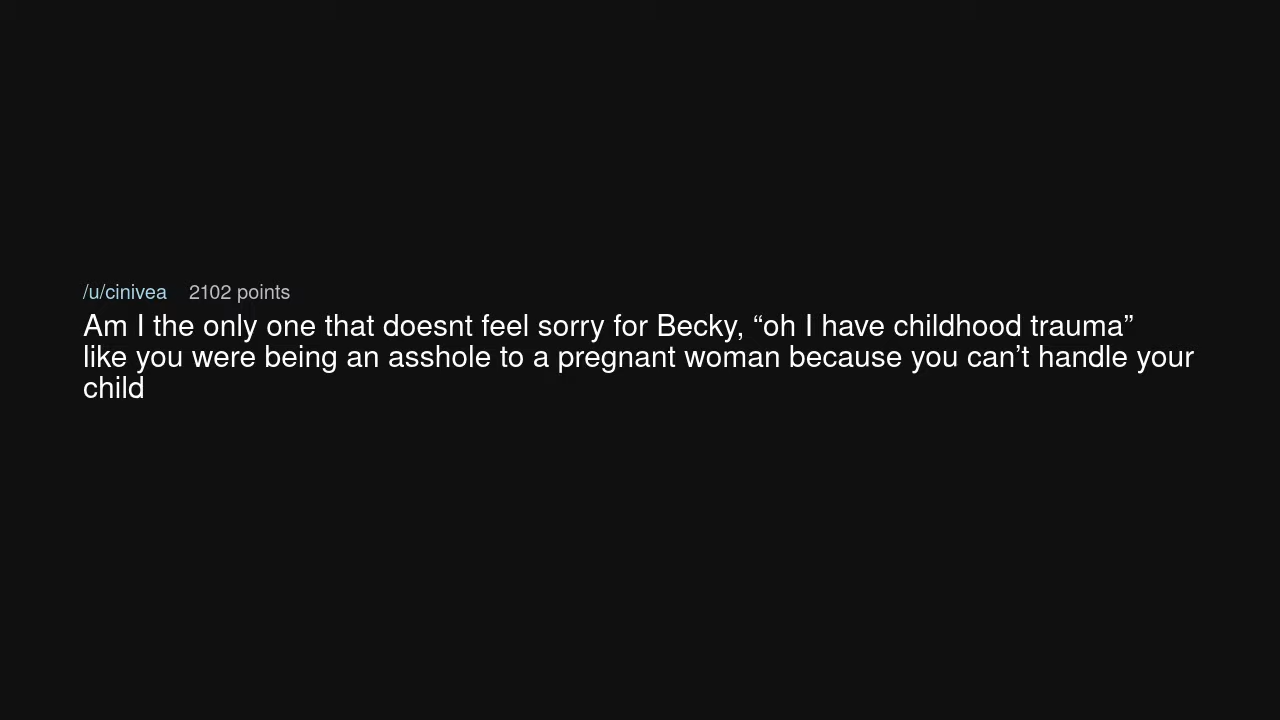 /u/cinivea 2102 points
Am I the only one that doesnt feel sorry for Becky, “oh I have childhood trauma”
like you were being an asshole to a pregnant woman because you can’t handle your
child